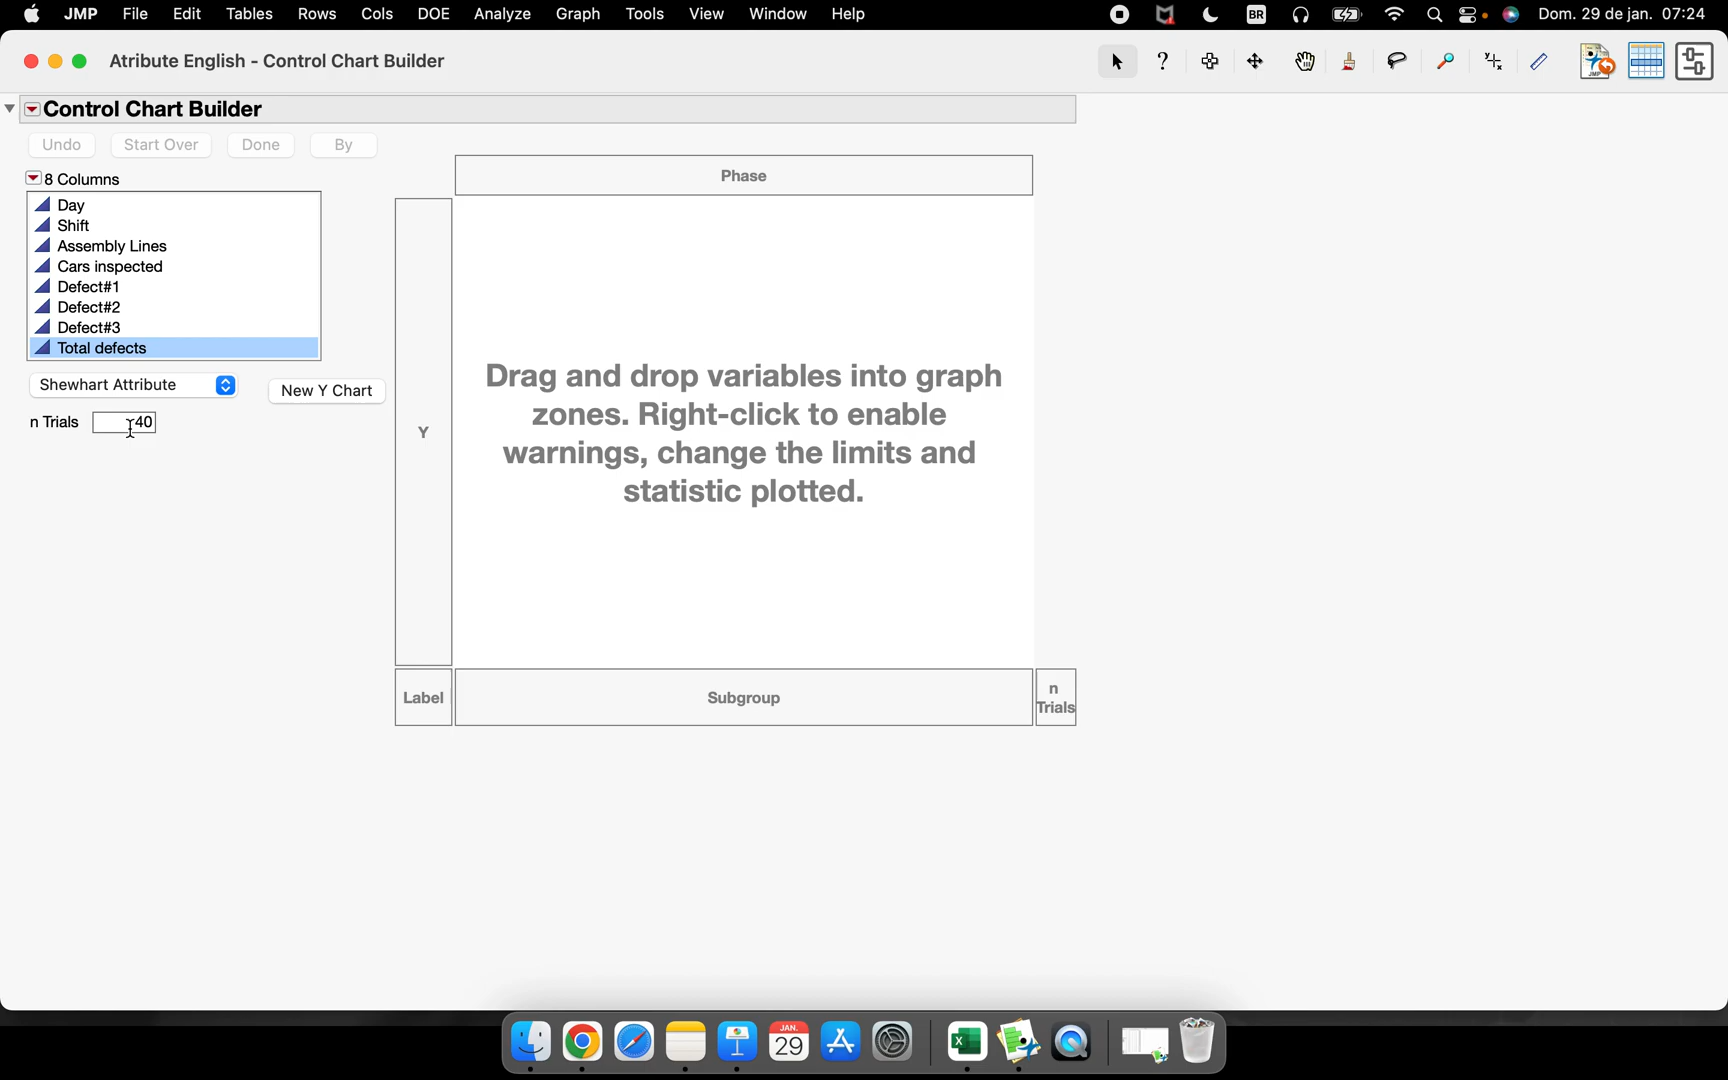 JMP File Edit Tables Rows Cols DOE Analyze Graph Tools View Window Help BR Dom. 29 de jan. 07:24
Atribute English - Control Chart Builder
Control Chart Builder
Undo Start Over Done By
Phase
8 Columns
Day
Shift
Assembly Lines
Cars inspected
Defect#1
Defect#2
Defect#3
Total defects
Shewhart Attribute
New Y Chart
n Trials 40
Y
Drag and drop variables into graph
zones. Right-click to enable
warnings, change the limits and
statistic plotted.
Label
Subgroup
n
Trials
JAN.
29